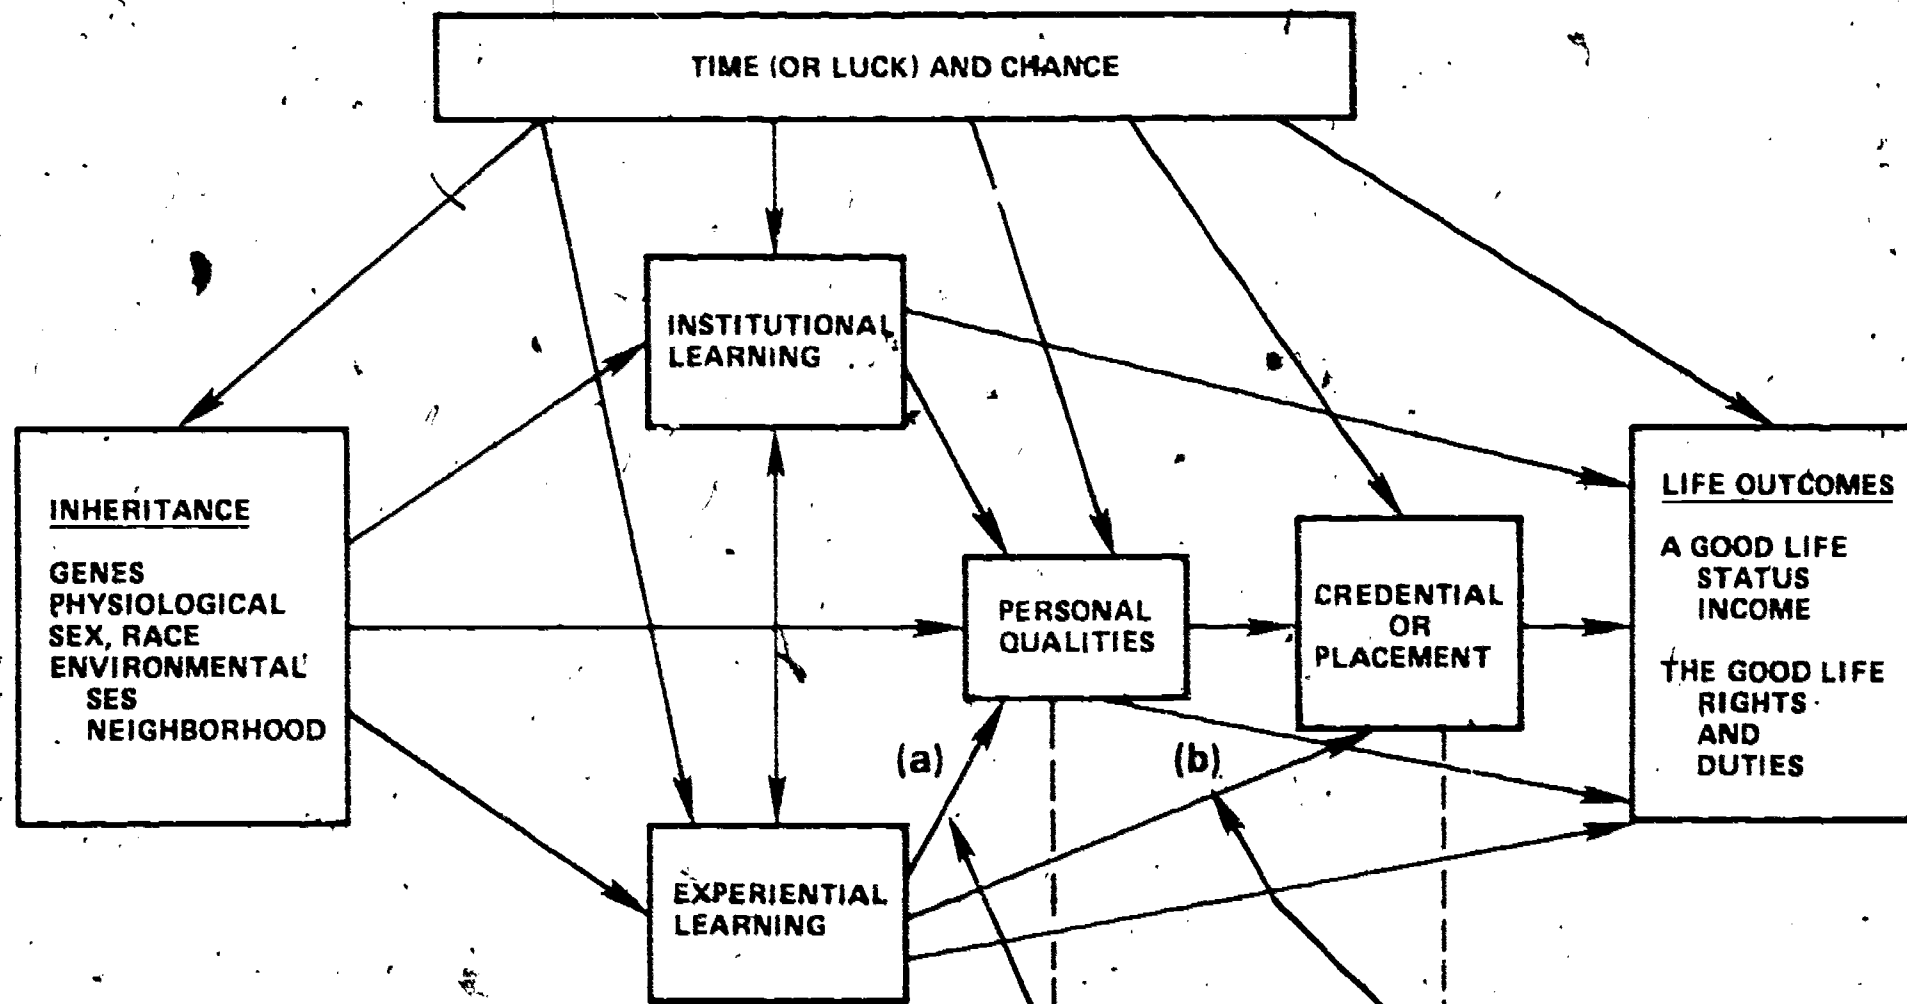 TIME (OR LUCK) AND CHANCE
INSTITUTIONAL
LEARNING
INHERITANCE
GENES
PHYSIOLOGICAL
SEX, RACE
ENVIRONMENTAL
SES
NEIGHBORHOOD
PERSONAL
QUALITIES
CREDENTIAL
OR
PLACEMENT
LIFE OUTCOMES
A GOOD LIFE
STATUS
INCOME
THE GOOD LIFE
RIGHTS
AND
DUTIES
(a)
(b)
EXPERIENTIAL
LEARNING